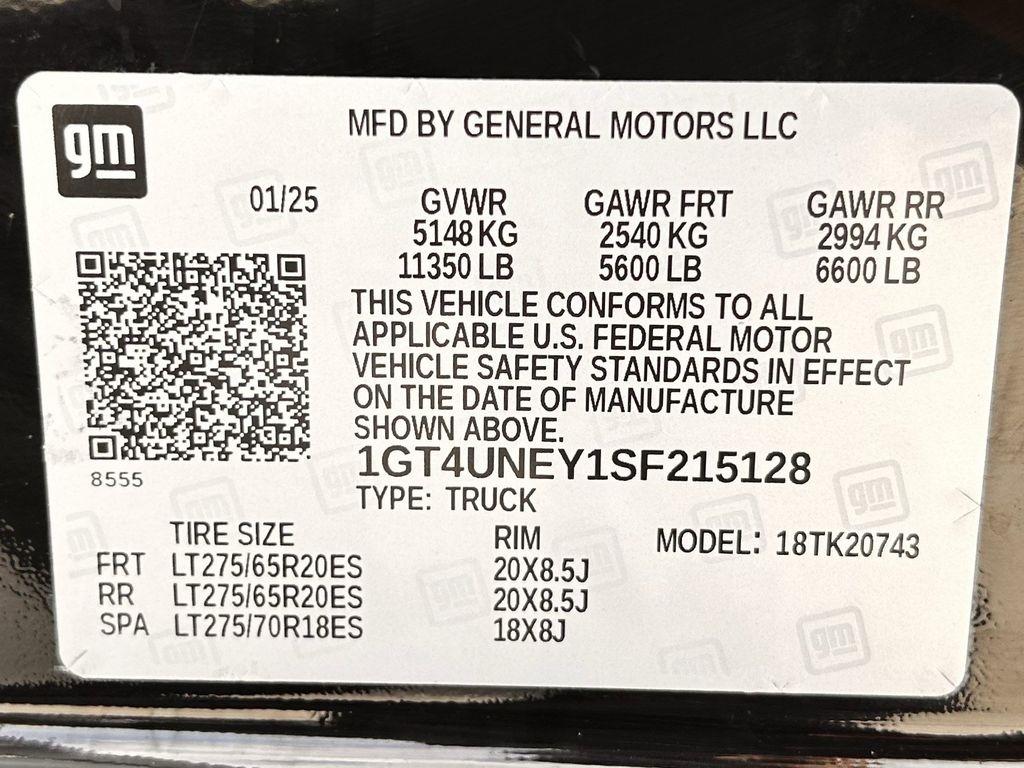 gm
MFD BY GENERAL MOTORS LLC
01/25 GVWR GAWR FRT GAWR RR
5148 KG 2540 KG 2994 KG
11350 LB 5600 LB 6600 LB
THIS VEHICLE CONFORMS TO ALL
APPLICABLE U.S. FEDERAL MOTOR
VEHICLE SAFETY STANDARDS IN EFFECT
ON THE DATE OF MANUFACTURE
SHOWN ABOVE.
1GT4UNEY1SF215128
8555
TYPE: TRUCK
TIRE SIZE RIM MODEL: 18TK20743
FRT LT275/65R20ES 20X8.5J
RR LT275/65R20ES 20X8.5J
SPA LT275/70R18ES 18X8J